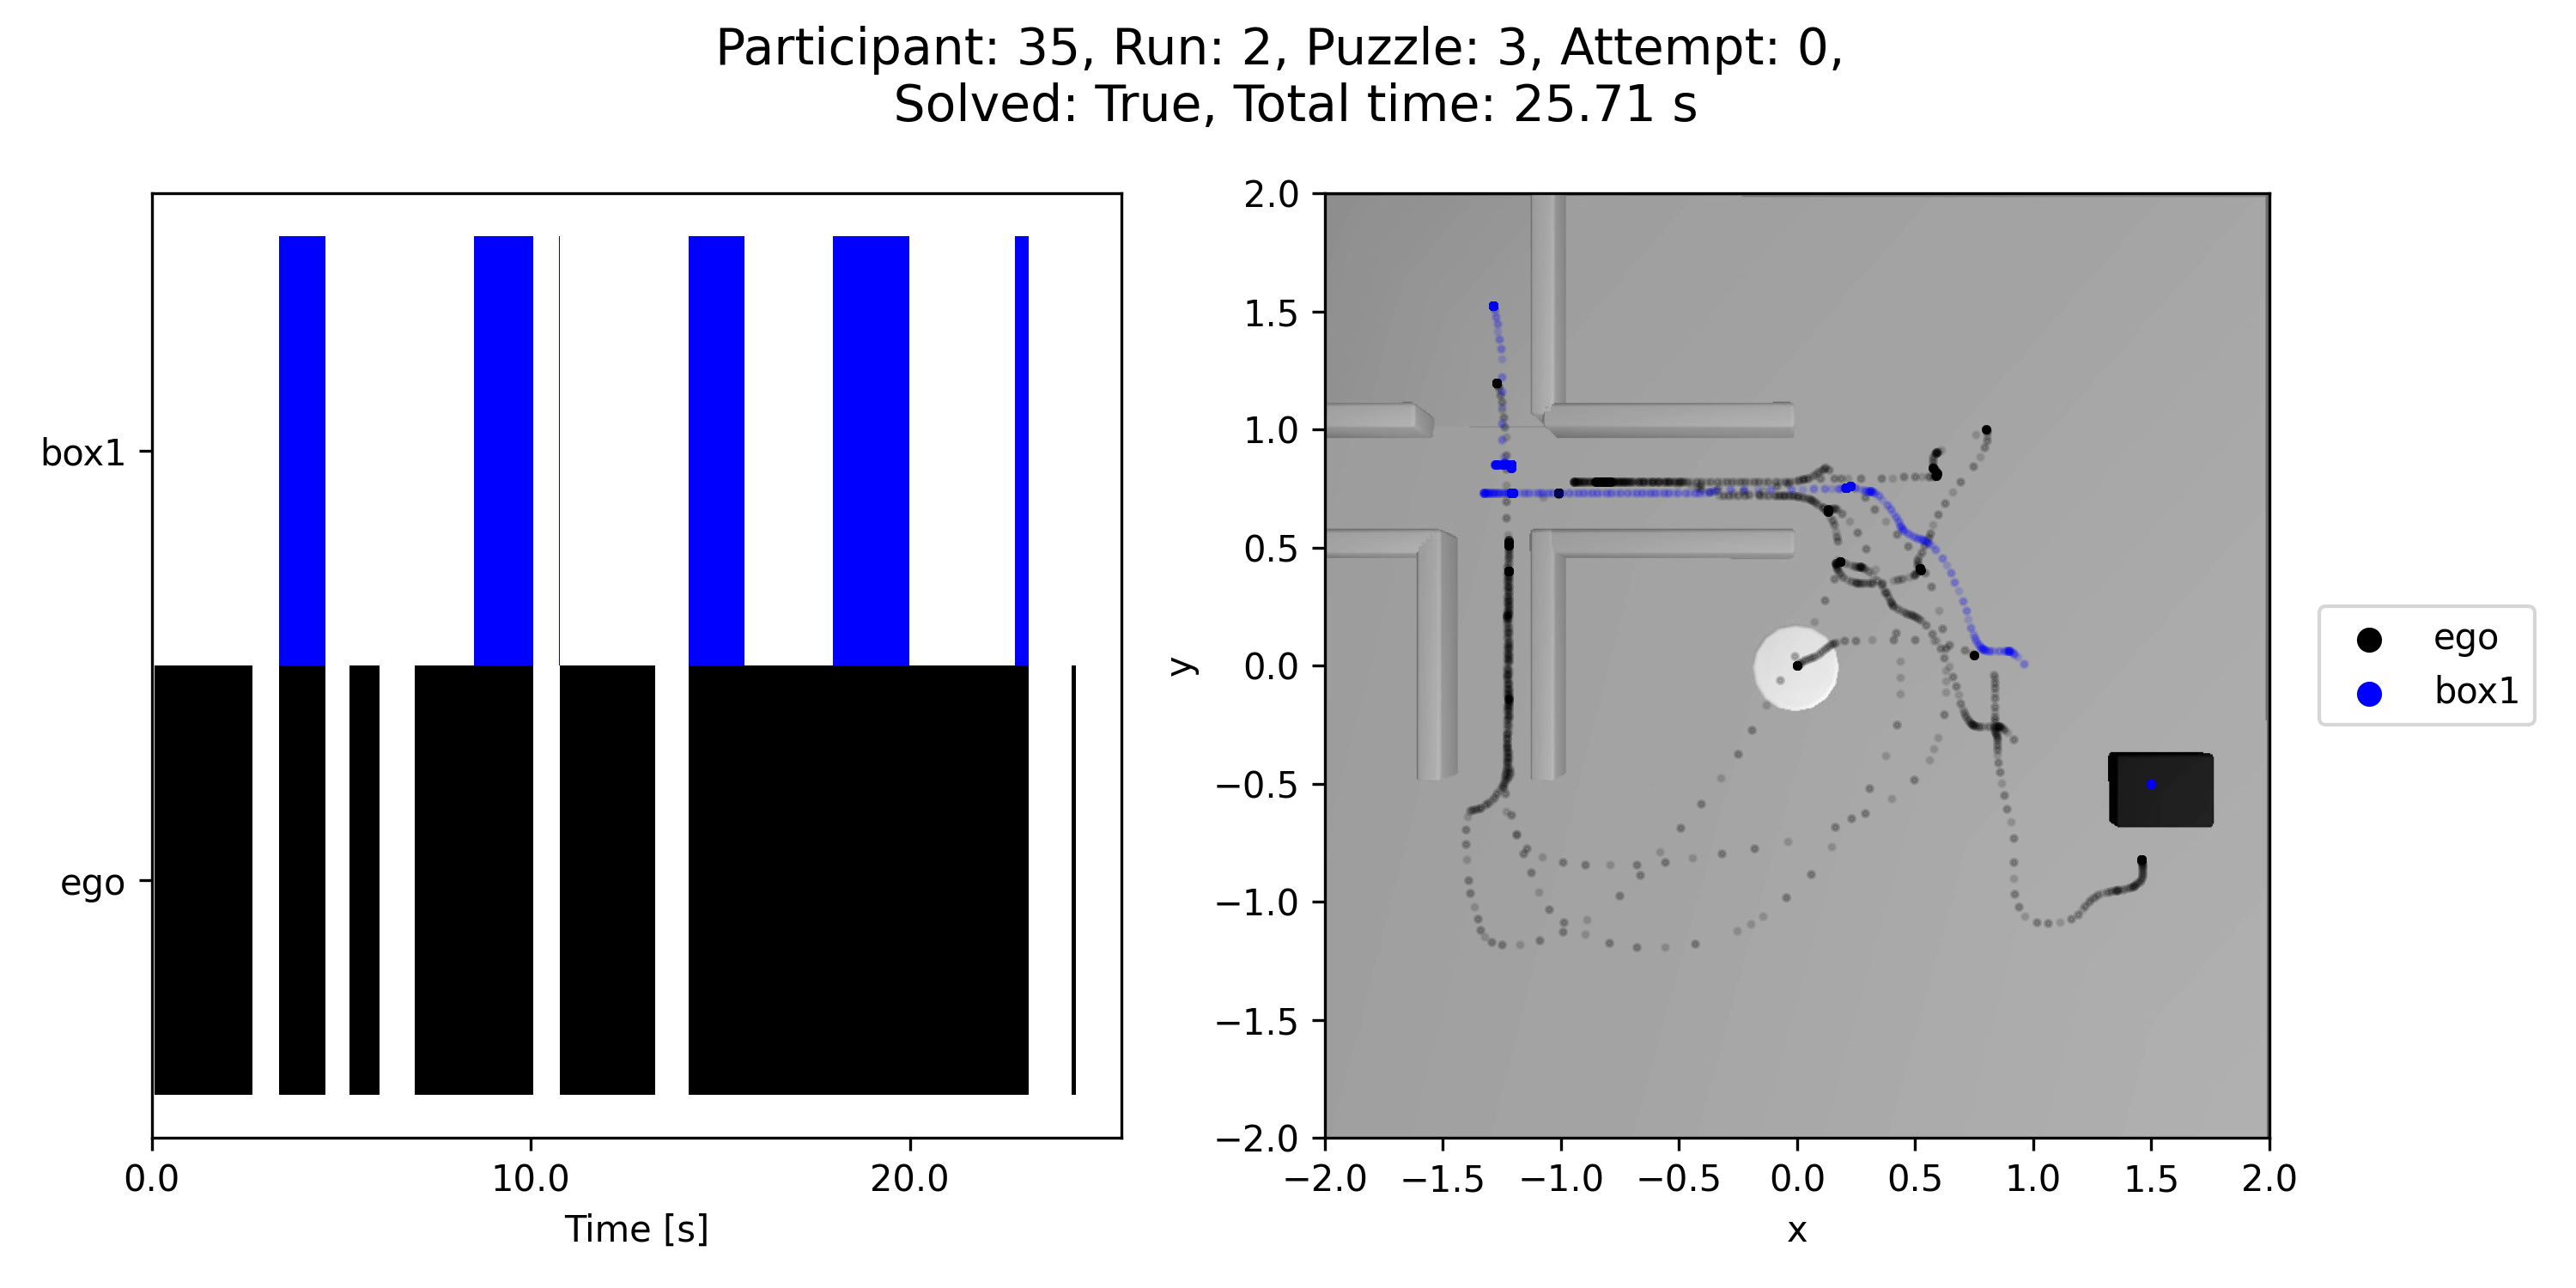 Participant: 35, Run: 2, Puzzle: 3, Attempt: 0,
Solved: True, Total time: 25.71 s
box1
ego
0.0 10.0 20.0
Time [s]
2.0
1.5
1.0
0.5
0.0
−0.5
−1.0
−1.5
−2.0
y
−2.0 −1.5 −1.0 −0.5 0.0 0.5 1.0 1.5 2.0
x
ego
box1